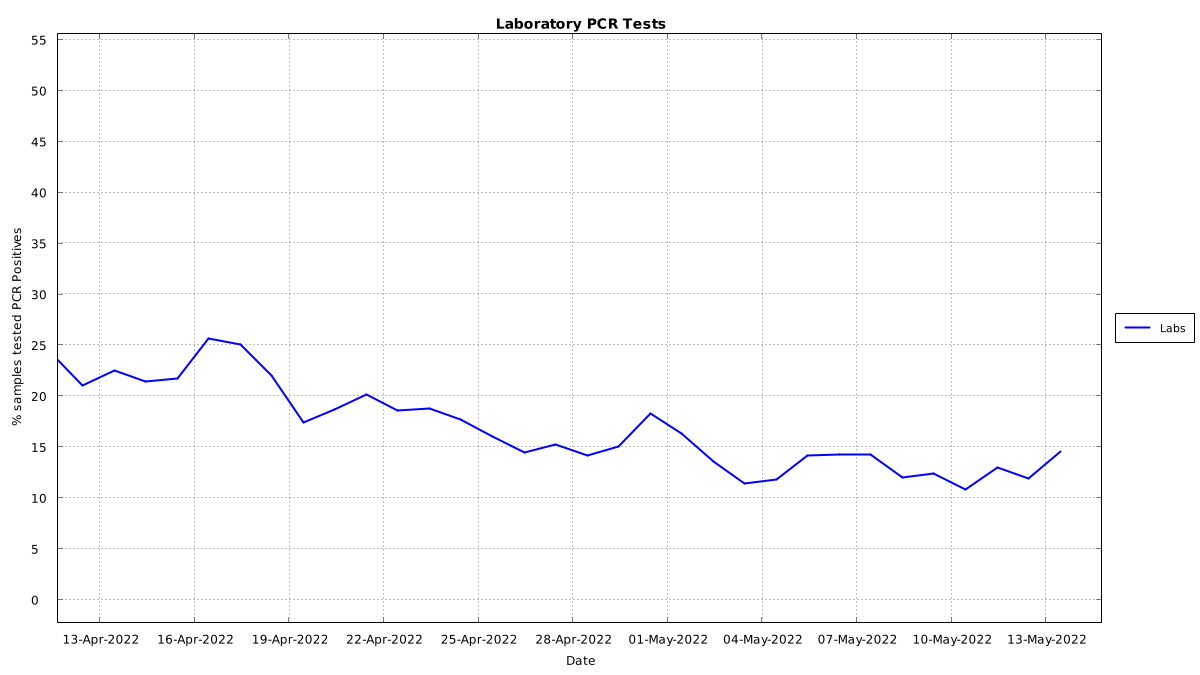 Laboratory PCR Tests
55
50
45
40
35
30
25
20
15
10
5
0
% samples tested PCR Positives
13-Apr-2022 16-Apr-2022 19-Apr-2022 22-Apr-2022 25-Apr-2022 28-Apr-2022 01-May-2022 04-May-2022 07-May-2022 10-May-2022 13-May-2022
Date
Labs